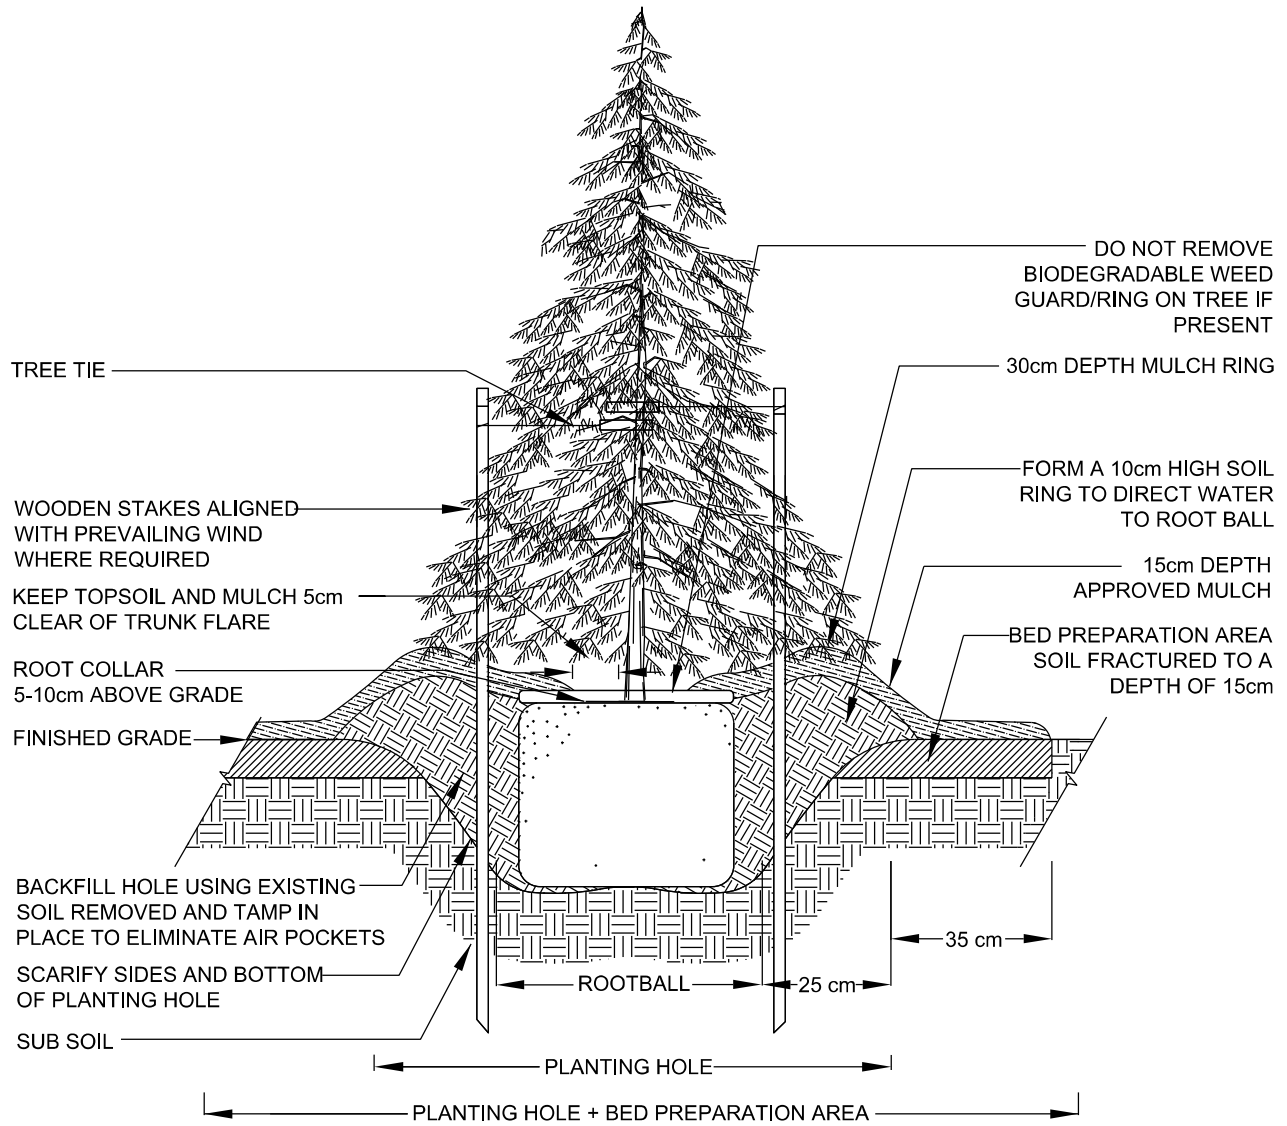 DO NOT REMOVE
BIODEGRADABLE WEED
GUARD/RING ON TREE IF
PRESENT
TREE TIE
30cm DEPTH MULCH RING
FORM A 10cm HIGH SOIL
RING TO DIRECT WATER
TO ROOT BALL
WOODEN STAKES ALIGNED
WITH PREVAILING WIND
WHERE REQUIRED
15cm DEPTH
APPROVED MULCH
KEEP TOPSOIL AND MULCH 5cm
CLEAR OF TRUNK FLARE
BED PREPARATION AREA
SOIL FRACTURED TO A
DEPTH OF 15cm
ROOT COLLAR
5-10cm ABOVE GRADE
FINISHED GRADE
BACKFILL HOLE USING EXISTING
SOIL REMOVED AND TAMP IN
PLACE TO ELIMINATE AIR POCKETS
35 cm
SCARIFY SIDES AND BOTTOM
OF PLANTING HOLE
ROOTBALL
25 cm
SUB SOIL
PLANTING HOLE
PLANTING HOLE + BED PREPARATION AREA